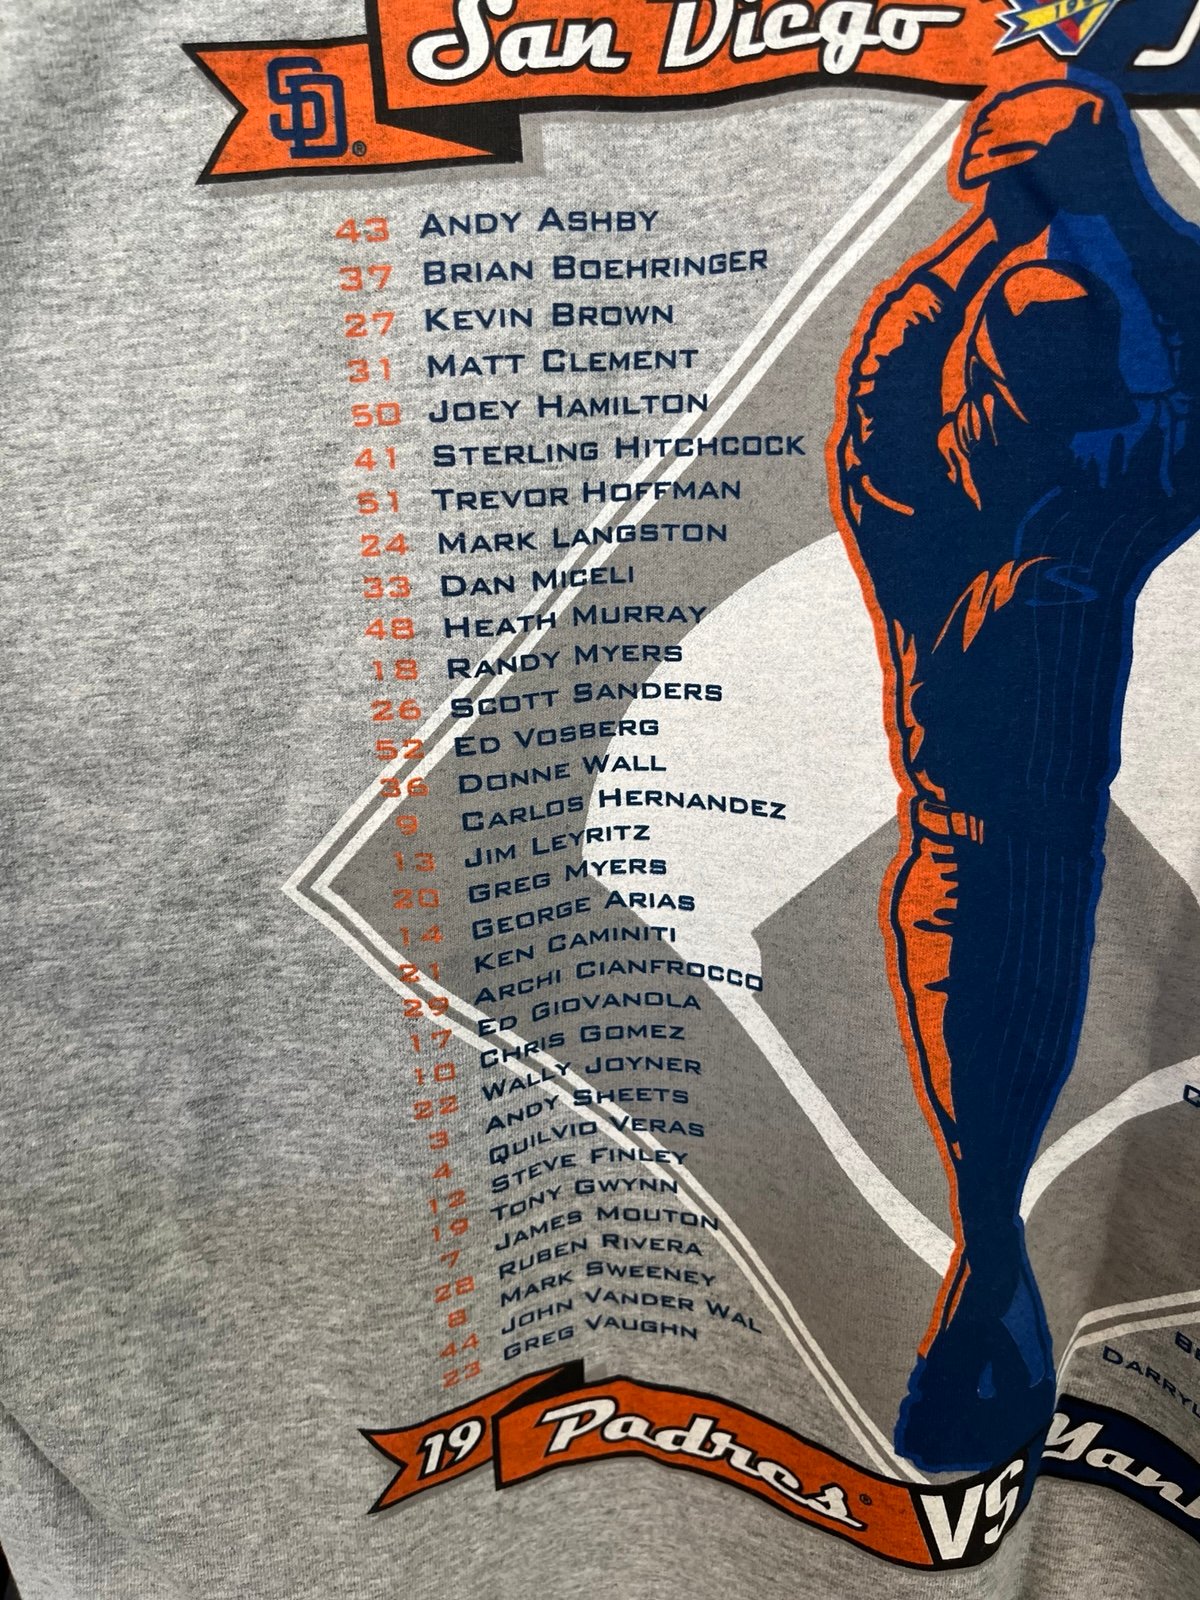 San Diego
SD ®
43 ANDY ASHBY
37 BRIAN BOEHRINGER
27 KEVIN BROWN
31 MATT CLEMENT
50 JOEY HAMILTON
41 STERLING HITCHCOCK
51 TREVOR HOFFMAN
24 MARK LANGSTON
33 DAN MICELI
48 HEATH MURRAY
18 RANDY MYERS
26 SCOTT SANDERS
52 ED VOSBERG
36 DONNE WALL
9 CARLOS HERNANDEZ
13 JIM LEYRITZ
20 GREG MYERS
14 GEORGE ARIAS
21 KEN CAMINITI
29 ARCHI CIANFROCCO
17 ED GIOVANOLA
10 CHRIS GOMEZ
22 WALLY JOYNER
3 ANDY SHEETS
4 QUILVIO VERAS
12 STEVE FINLEY
19 TONY GWYNN
7 JAMES MOUTON
28 RUBEN RIVERA
8 MARK SWEENEY
44 JOHN VANDER WAL
23 GREG VAUGHN
DARRYL
19 Padres ® VS Yan